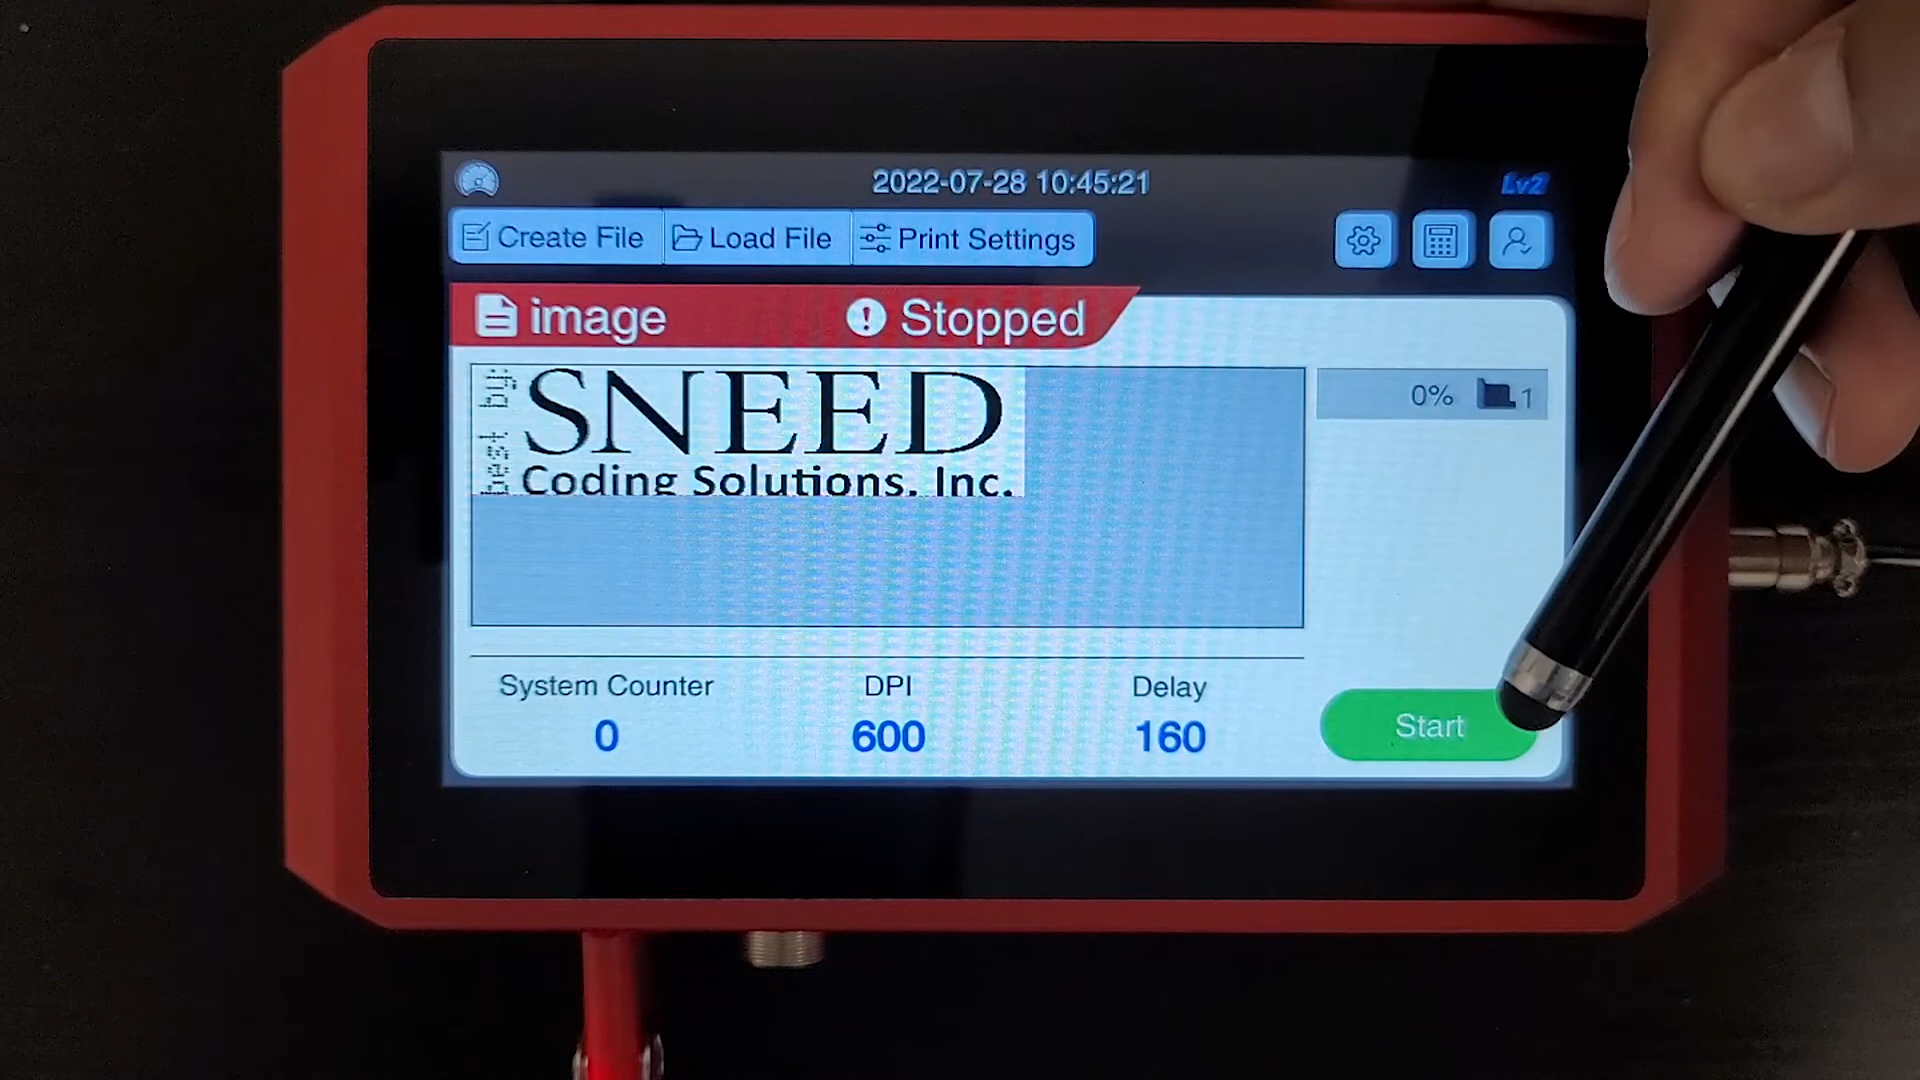 2022-07-28 10:45:21
Lv2
Create File
Load File
Print Settings
image
Stopped
best by:
SNEED
Coding Solutions, Inc.
0%
1
System Counter
DPI
Delay
0
600
160
Start